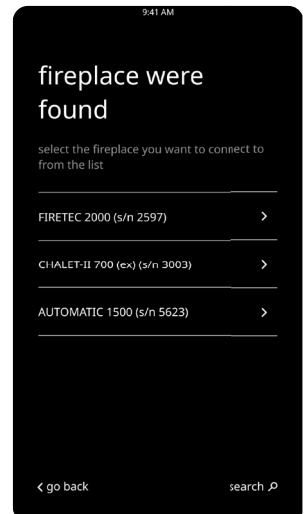 9:41 AM
fireplace were
found
select the fireplace you want to connect to
from the list
FIRETEC 2000 (s/n 2597)
CHALET-II 700 (ex) (s/n 3003)
AUTOMATIC 1500 (s/n 5623)
go back
search